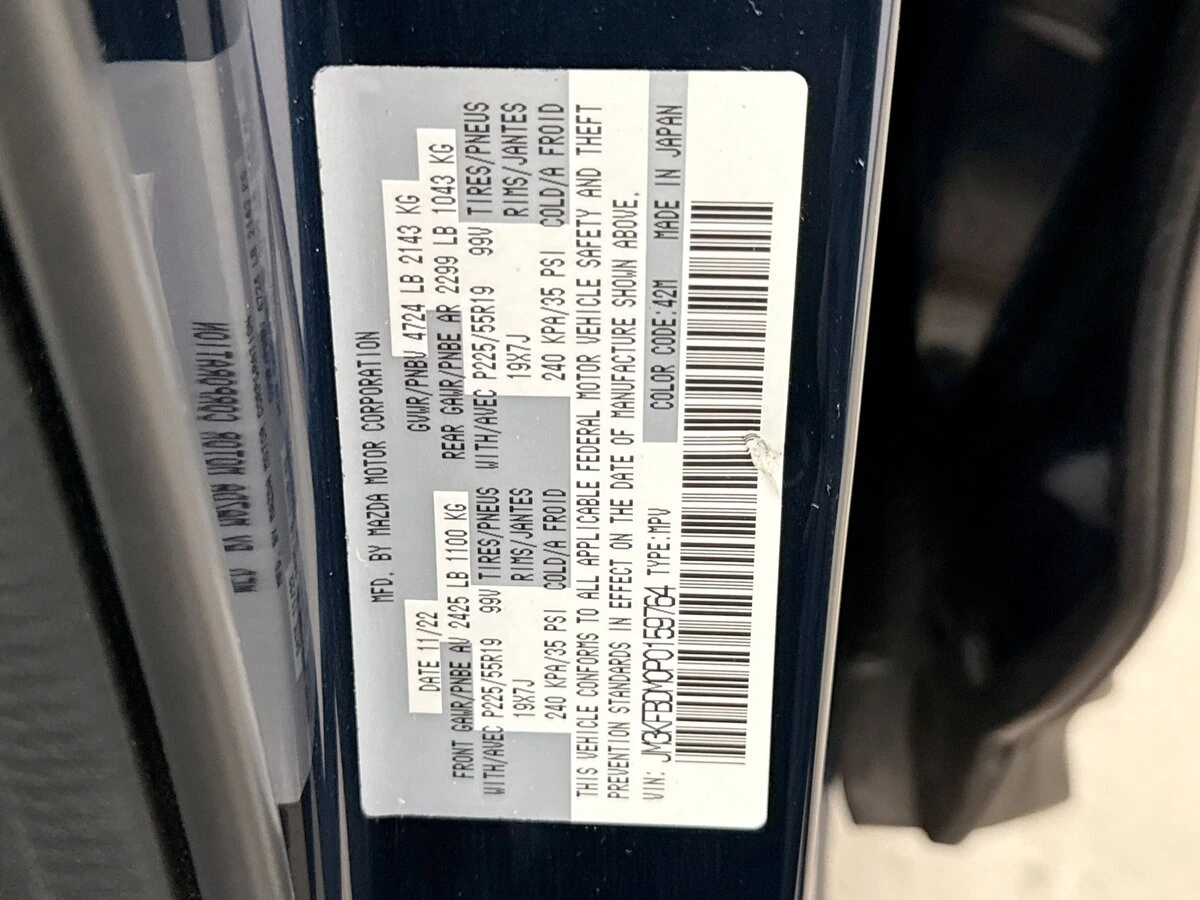 MFD. BY MAZDA MOTOR CORPORATION
DATE 11/22 GVWR/PNBV 4724 LB 2143 KG
FRONT GAWR/PNBE AV 2425 LB 1100 KG REAR GAWR/PNBE AR 2299 LB 1043 KG
WITH/AVEC P225/55R19 99V TIRES/PNEUS WITH/AVEC P225/55R19 99V TIRES/PNEUS
19X7J RIMS/JANTES 19X7J RIMS/JANTES
240 KPA/35 PSI COLD/A FROID 240 KPA/35 PSI COLD/A FROID
THIS VEHICLE CONFORMS TO ALL APPLICABLE FEDERAL MOTOR VEHICLE SAFETY AND THEFT
PREVENTION STANDARDS IN EFFECT ON THE DATE OF MANUFACTURE SHOWN ABOVE.
VIN: JM3KFBDM0P0159764 TYPE:MPV COLOR CODE:42M MADE IN JAPAN